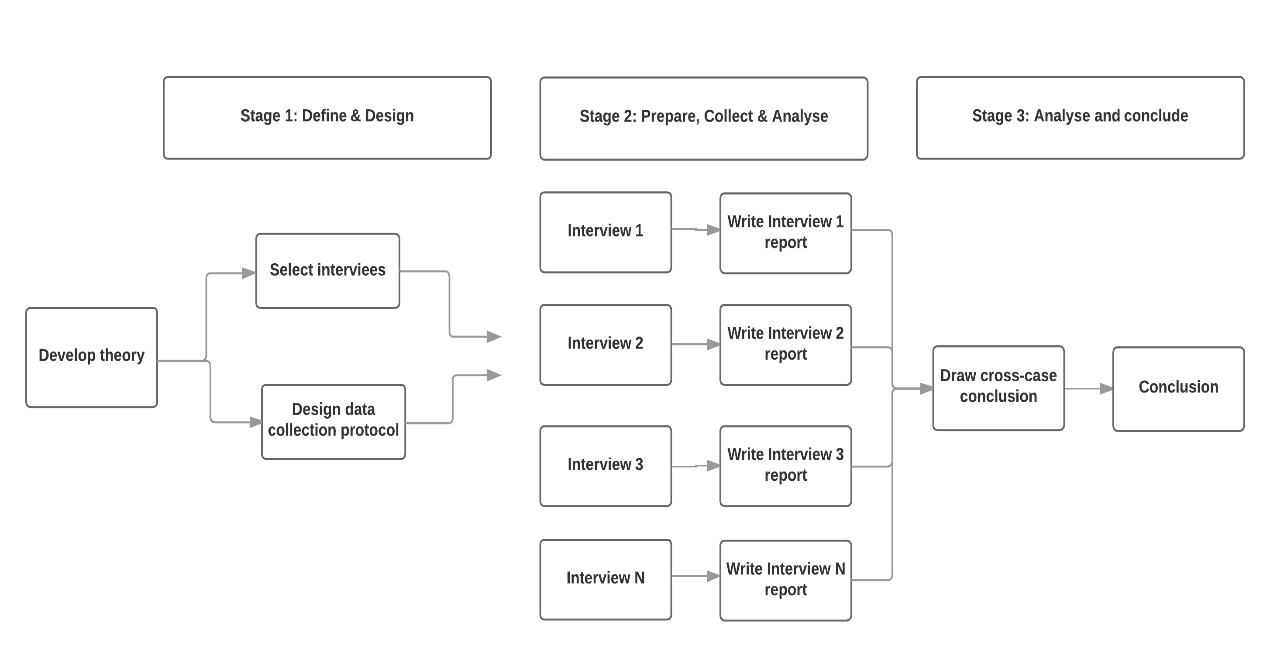 Stage 1: Define & Design
Stage 2: Prepare, Collect & Analyse
Stage 3: Analyse and conclude
Develop theory
Select interviees
Design data
collection protocol
Interview 1
Write Interview 1
report
Interview 2
Write Interview 2
report
Interview 3
Write Interview 3
report
Interview N
Write Interview N
report
Draw cross-case
conclusion
Conclusion